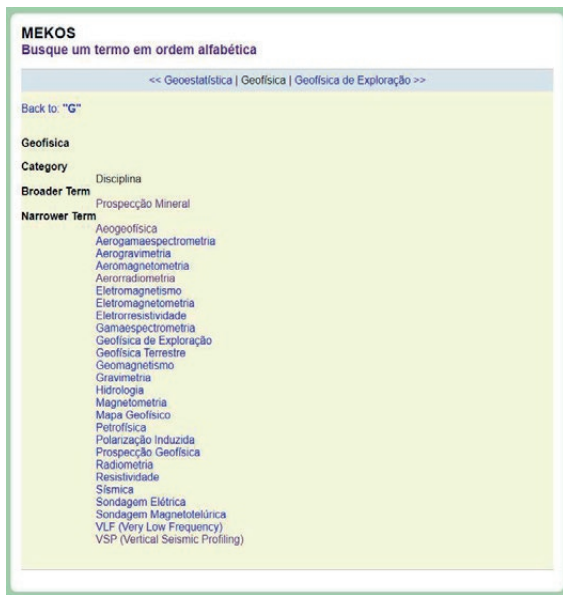 MEKOS
Busque um termo em ordem alfabética
<< Geoestatística | Geofísica | Geofísica de Exploração >>
Back to: "G"
Geofísica
Category
Disciplina
Broader Term
Prospecção Mineral
Narrower Term
Aeogeofísica
Aerogamaespectrometria
Aerogravimetria
Aeromagnetometria
Aerorradiometria
Eletromagnetismo
Eletromagnetometria
Eletrorresistividade
Gamaespectrometria
Geofísica de Exploração
Geofísica Terrestre
Geomagnetismo
Gravimetria
Hidrologia
Magnetometria
Mapa Geofísico
Petrofísica
Polarização Induzida
Prospecção Geofísica
Radiometria
Resistividade
Sísmica
Sondagem Elétrica
Sondagem Magnetotelúrica
VLF (Very Low Frequency)
VSP (Vertical Seismic Profiling)